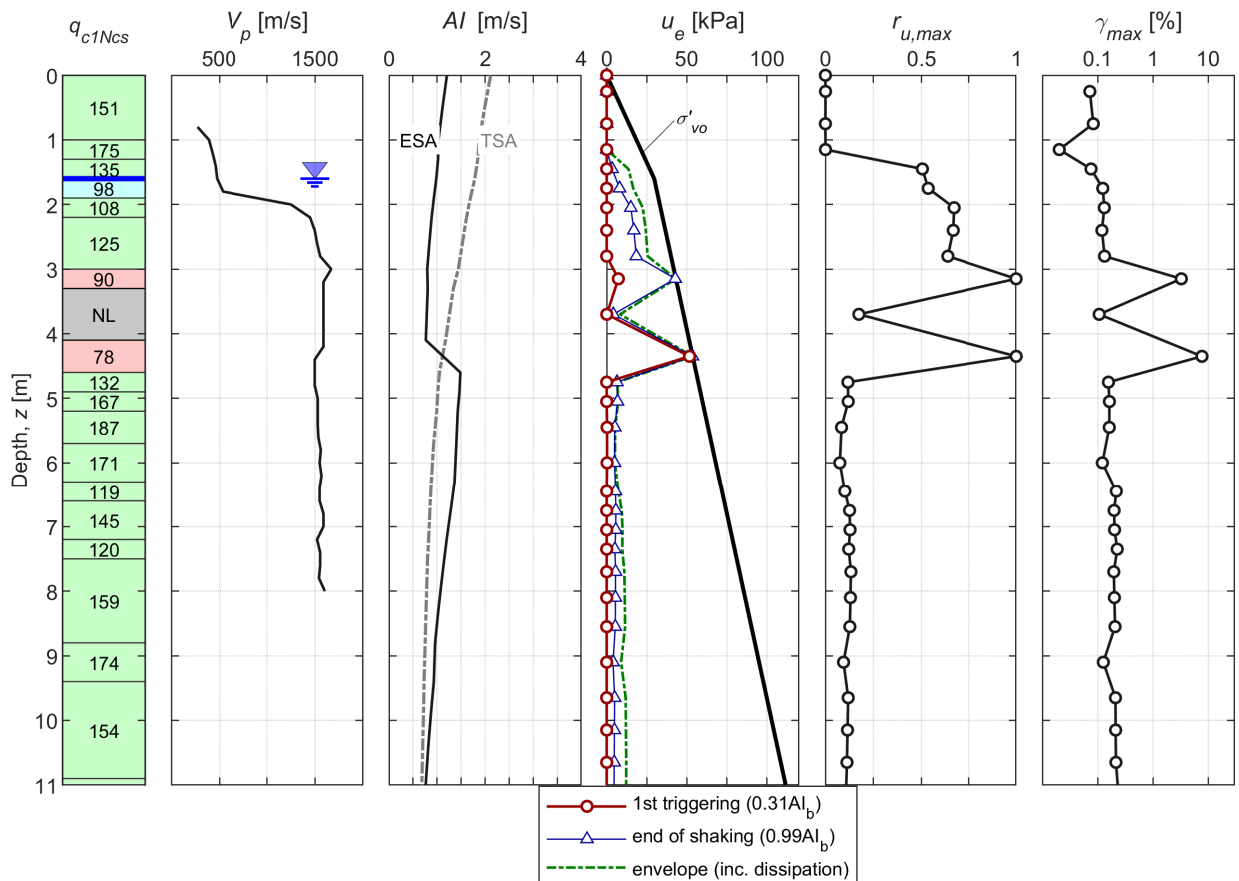 q_c1Ncs
V_p [m/s]
AI [m/s]
u_e [kPa]
r_u,max
γ_max [%]
500 1500
0 2 4
0 50 100
0 0.5 1
0.1 1 10
Depth, z [m]
0
1
2
3
4
5
6
7
8
9
10
11
151
175
135
98
108
125
90
NL
78
132
167
187
171
119
145
120
159
174
154
ESA
TSA
σ'_vo
1st triggering (0.31AI_b)
end of shaking (0.99AI_b)
envelope (inc. dissipation)